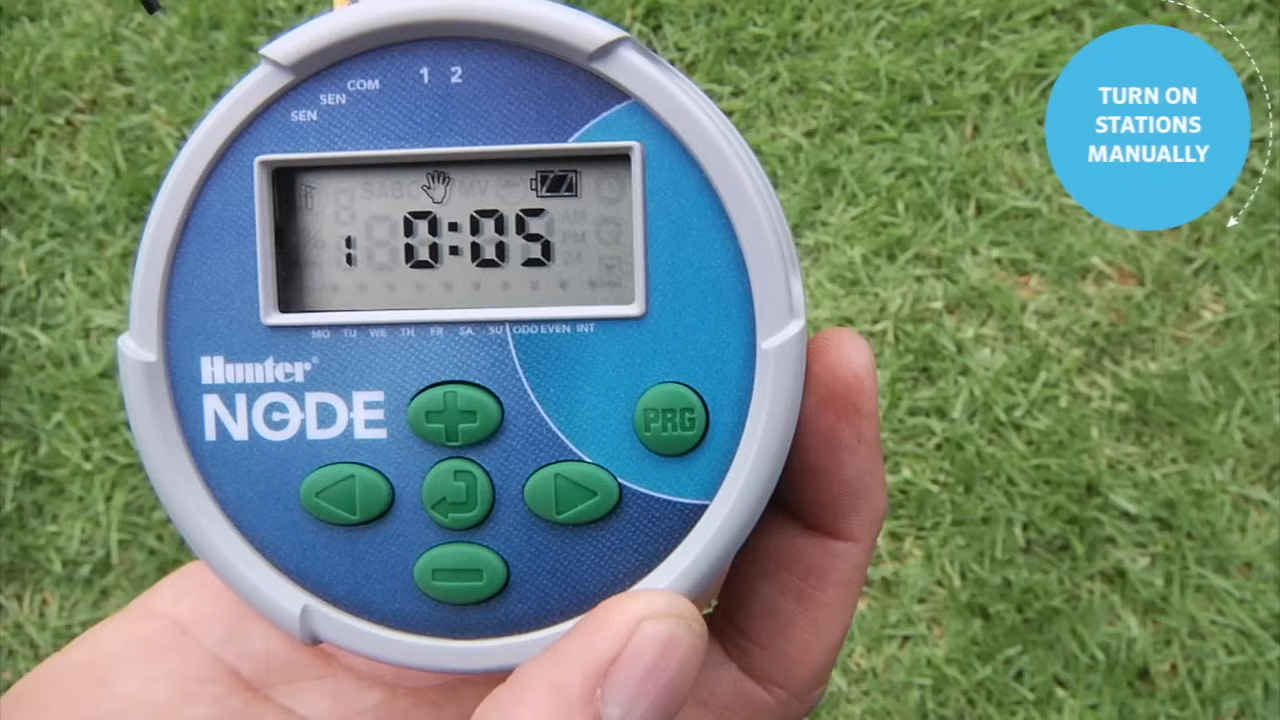 TURN ON
STATIONS
MANUALLY
1 2
COM
SEN
SEN
1 0:05
MO TU WE TH FR SA SU ODD EVEN INT
Hunter®
NODE
PRG